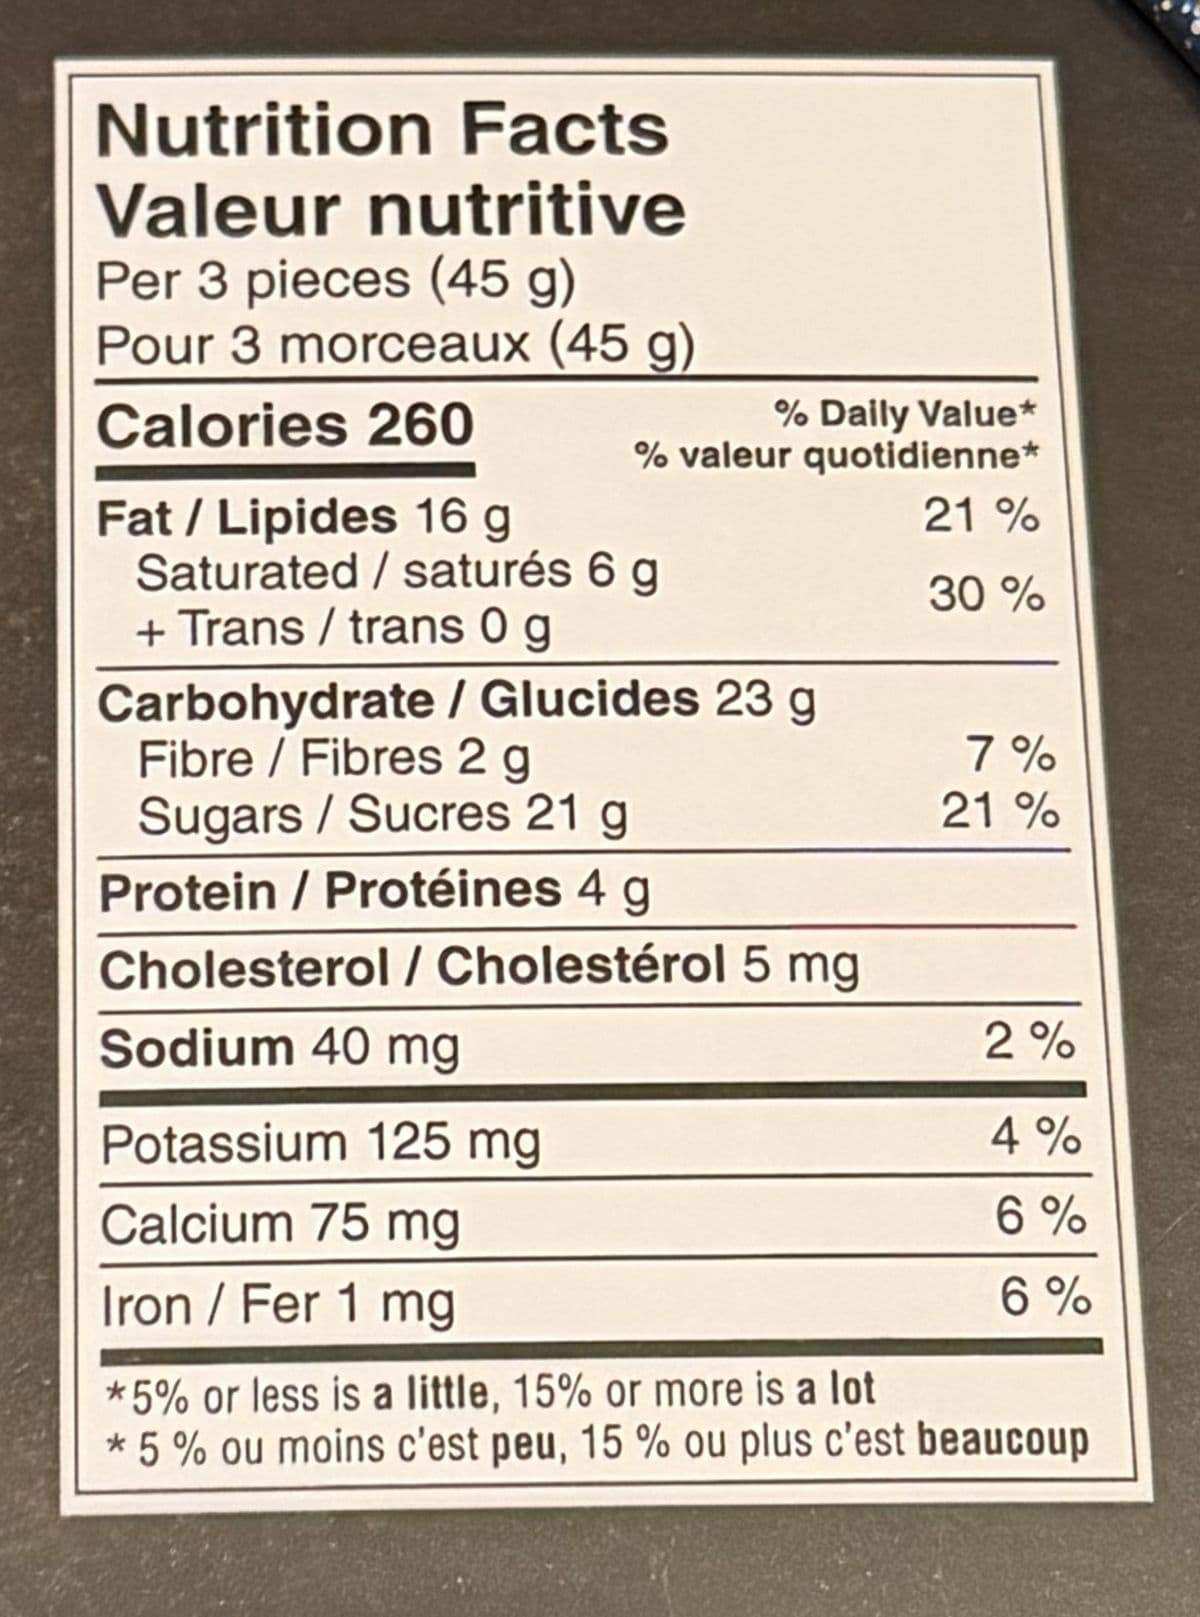 Nutrition Facts
Valeur nutritive
Per 3 pieces (45 g)
Pour 3 morceaux (45 g)
Calories 260
% Daily Value*
% valeur quotidienne*
Fat / Lipides 16 g 21 %
Saturated / saturés 6 g
+ Trans / trans 0 g 30 %
Carbohydrate / Glucides 23 g
Fibre / Fibres 2 g 7 %
Sugars / Sucres 21 g 21 %
Protein / Protéines 4 g
Cholesterol / Cholestérol 5 mg
Sodium 40 mg 2 %
Potassium 125 mg 4 %
Calcium 75 mg 6 %
Iron / Fer 1 mg 6 %
*5% or less is a little, 15% or more is a lot
* 5 % ou moins c'est peu, 15 % ou plus c'est beaucoup